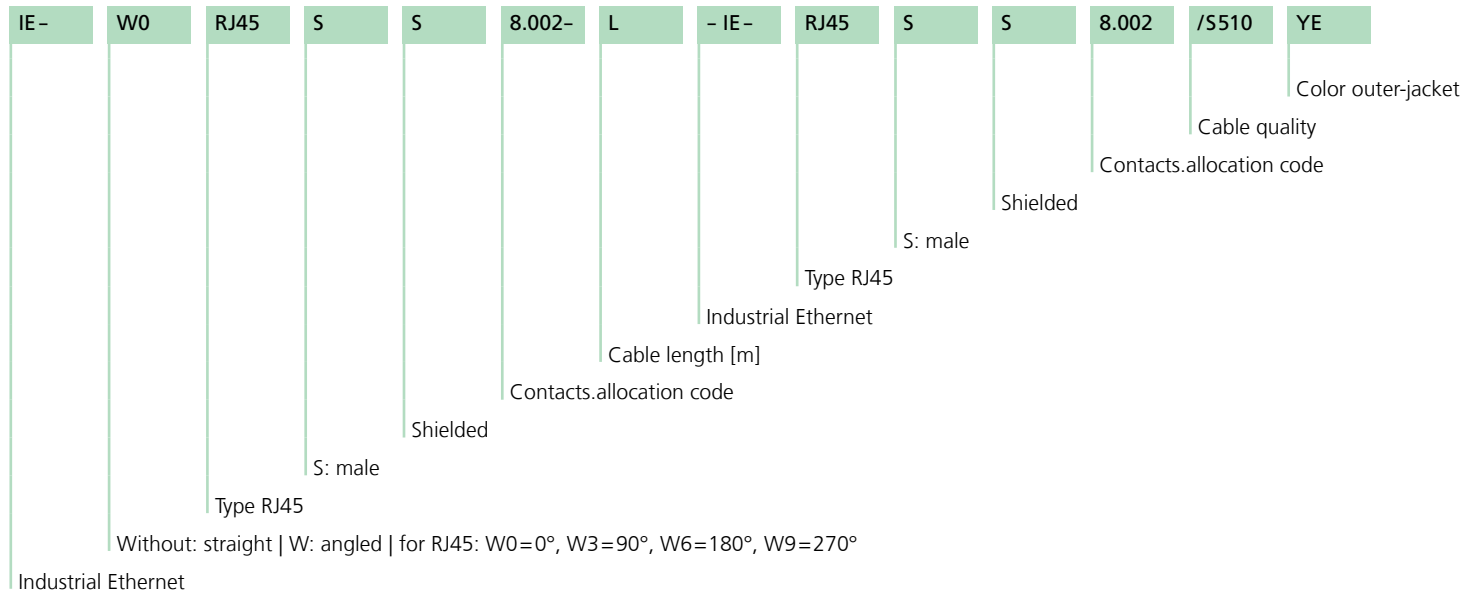 IE– W0 RJ45 S S 8.002– L – IE– RJ45 S S 8.002 /S510 YE
Color outer-jacket
Cable quality
Contacts.allocation code
Shielded
S: male
Type RJ45
Industrial Ethernet
Cable length [m]
Contacts.allocation code
Shielded
S: male
Type RJ45
Without: straight | W: angled | for RJ45: W0=0°, W3=90°, W6=180°, W9=270°
Industrial Ethernet